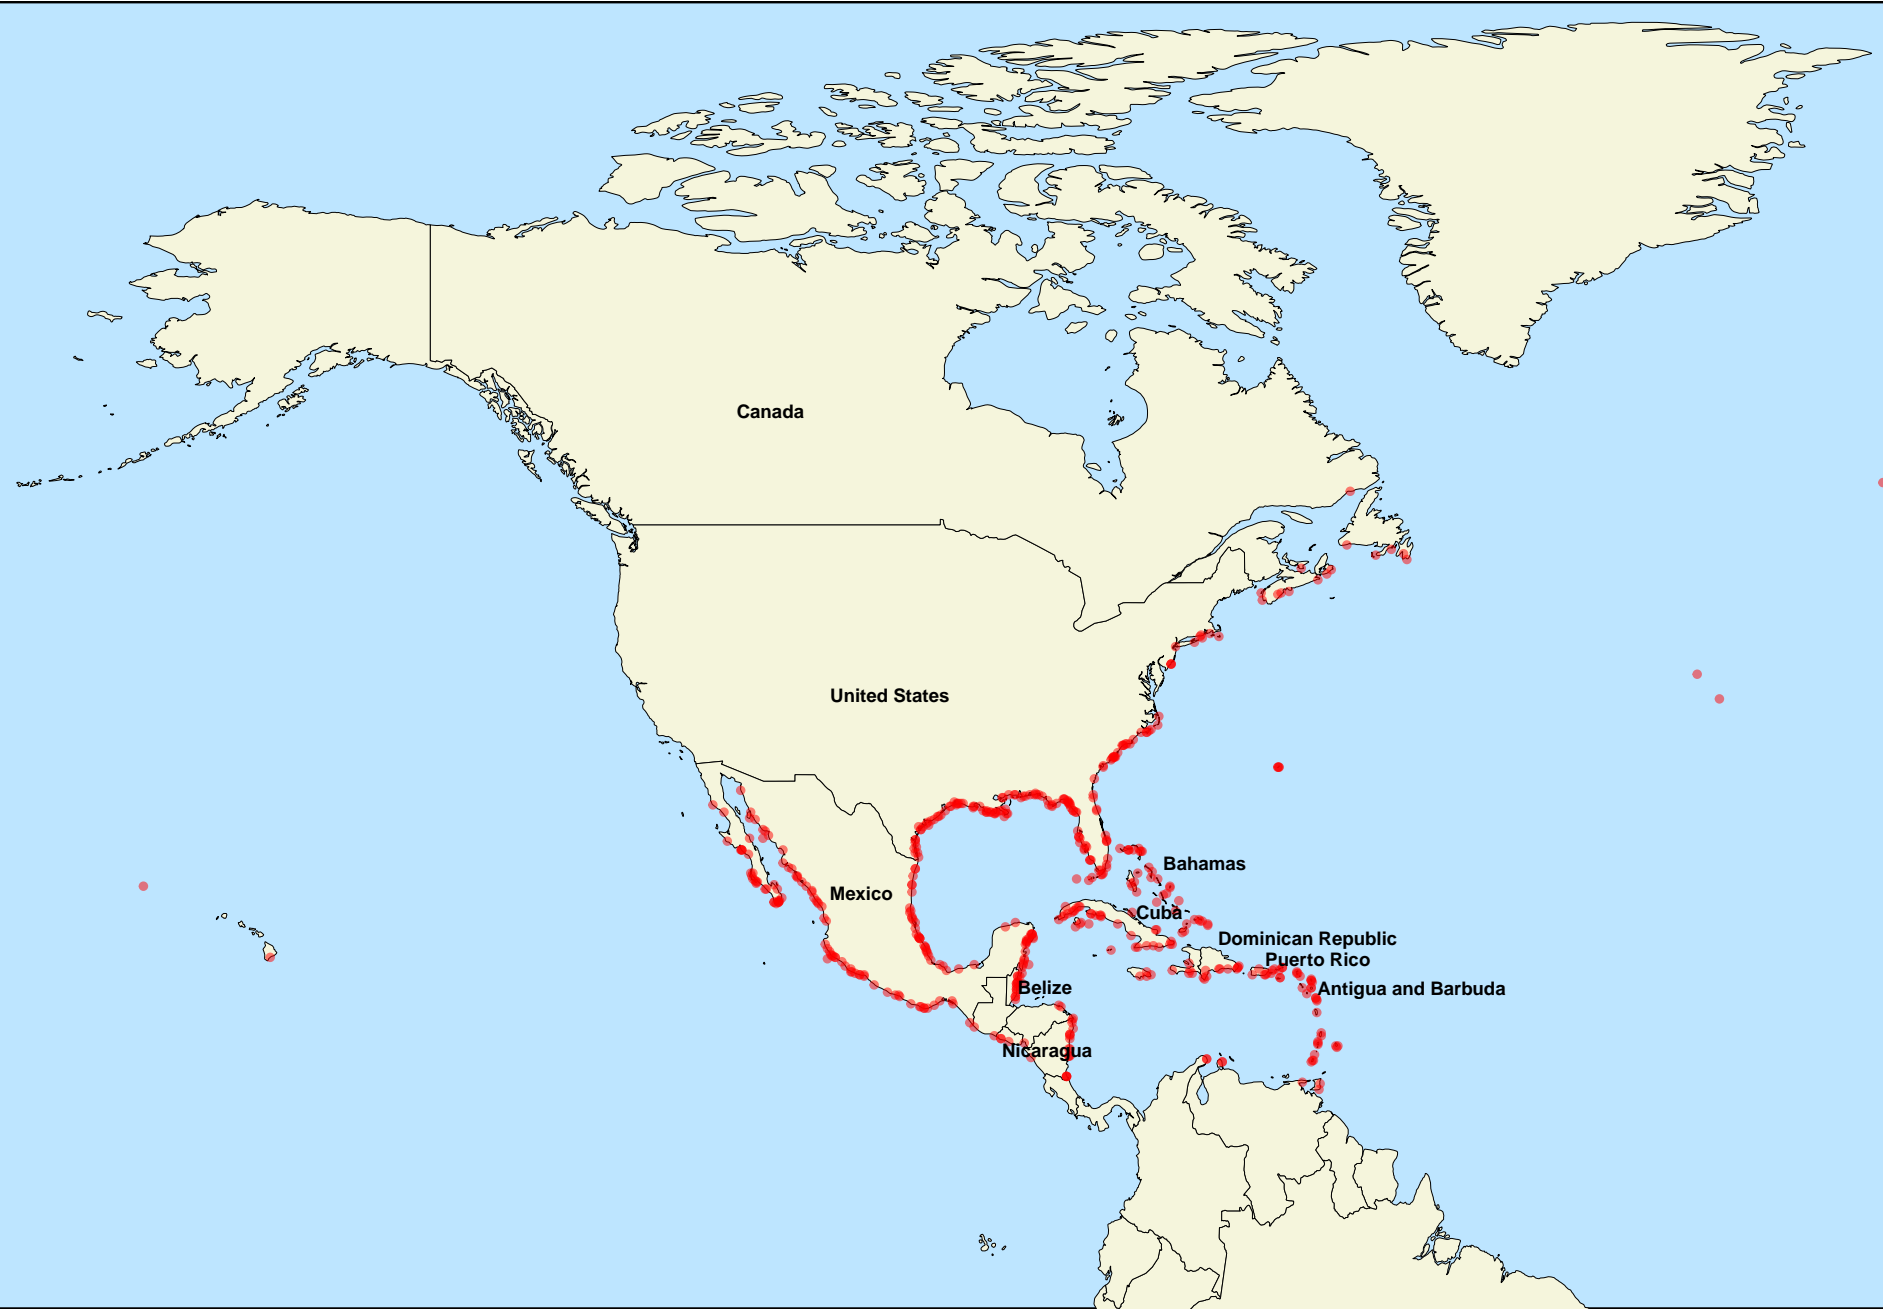 Canada
United States
Bahamas
Mexico
Cuba
Dominican Republic
Puerto Rico
Belize
Antigua and Barbuda
Nicaragua